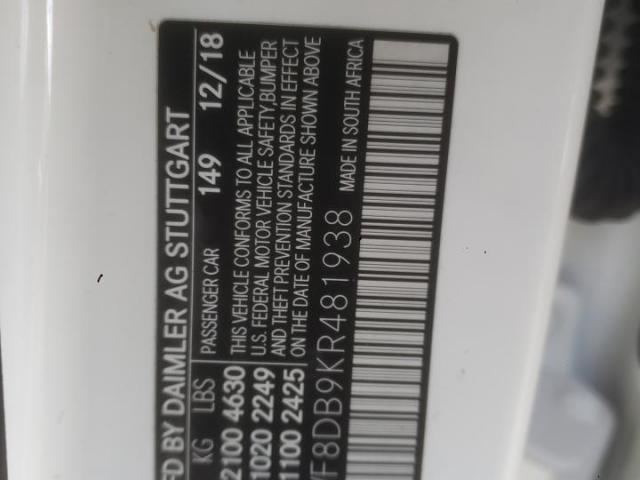 FD BY DAIMLER AG STUTTGART
KG LBS PASSENGER CAR 149 12/18
2100 4630 THIS VEHICLE CONFORMS TO ALL APPLICABLE
U.S. FEDERAL MOTOR VEHICLE SAFETY,BUMPER
1020 2249 AND THEFT PREVENTION STANDARDS IN EFFECT
1100 2425 ON THE DATE OF MANUFACTURE SHOWN ABOVE
F8DB9KR481938 MADE IN SOUTH AFRICA